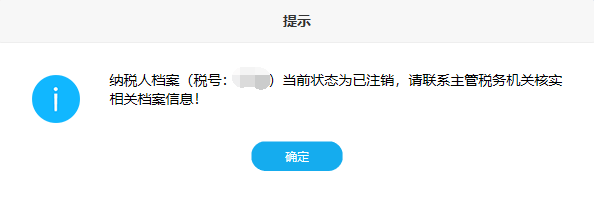 提示
纳税人档案（税号：）当前状态为已注销，请联系主管税务机关核实
相关档案信息！
确定